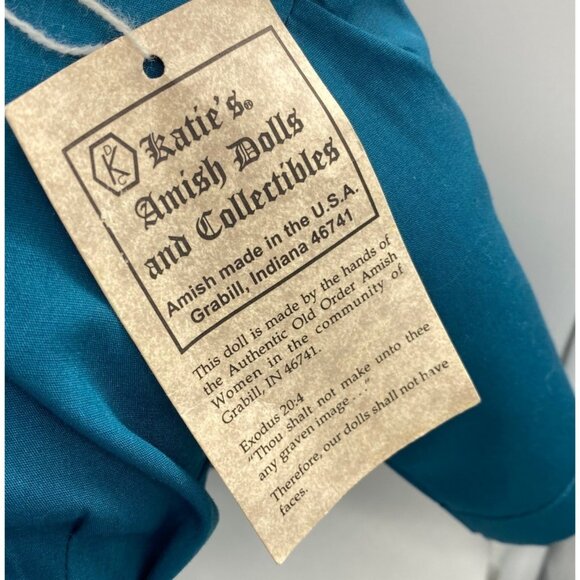 DKC
Katie's®
Amish Dolls
and Collectibles
Amish made in the U.S.A.
Grabill, Indiana 46741
This doll is made by the hands of
the Authentic Old Order Amish
Women in the community of
Grabill, IN 46741.
Exodus 20:4
"Thou shalt not make unto thee
any graven image . . ."
Therefore, our dolls shall not have
faces.